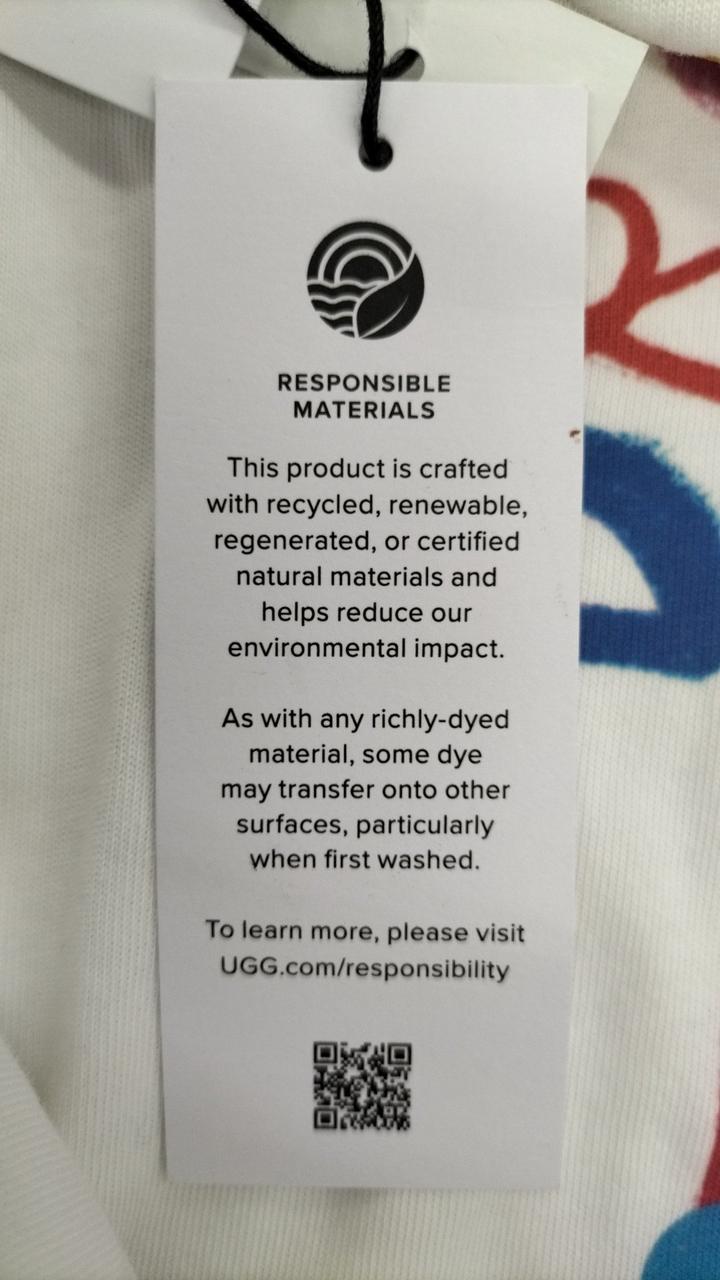 RESPONSIBLE
MATERIALS
This product is crafted
with recycled, renewable,
regenerated, or certified
natural materials and
helps reduce our
environmental impact.
As with any richly-dyed
material, some dye
may transfer onto other
surfaces, particularly
when first washed.
To learn more, please visit
UGG.com/responsibility